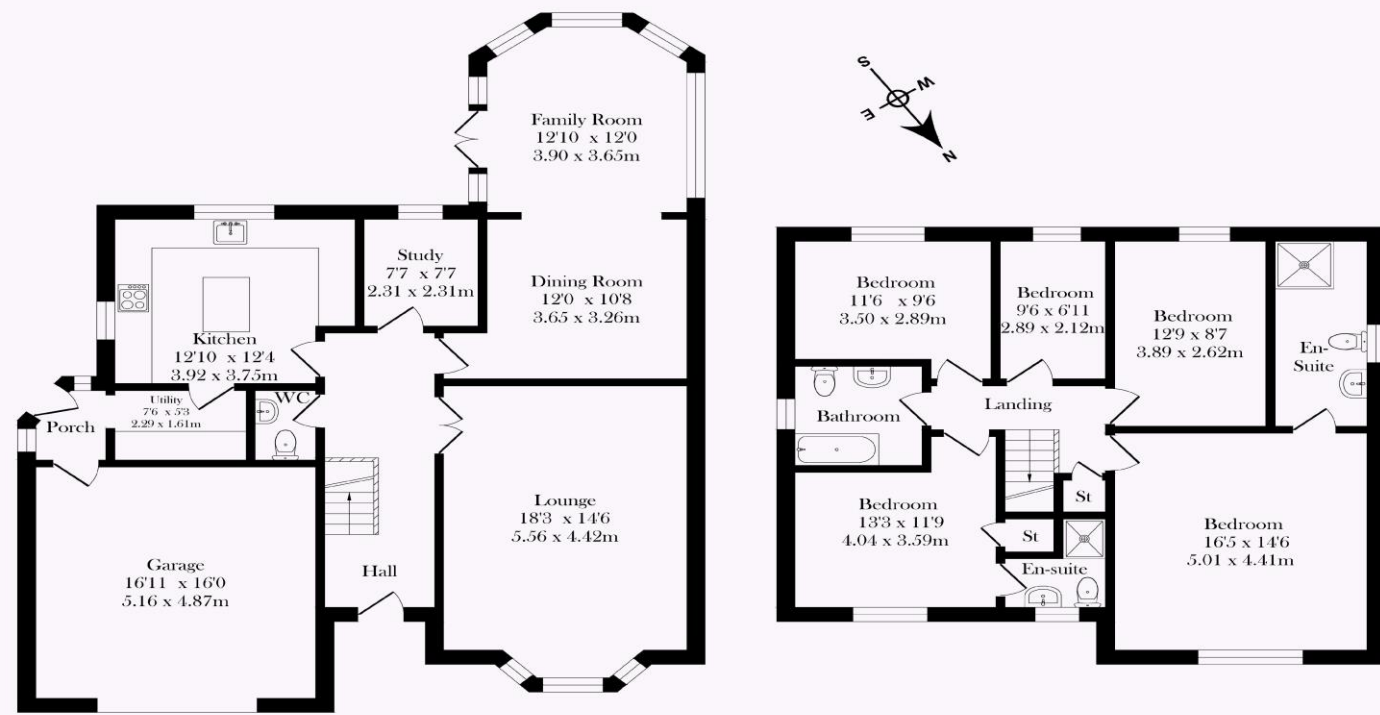 Family Room
12'10 x 12'0
3.90 x 3.65m
S
W
E
N
Study
7'7 x 7'7
2.31 x 2.31m
Dining Room
12'0 x 10'8
3.65 x 3.26m
Kitchen
12'10 x 12'4
3.92 x 3.75m
Utility
7'6 x 5'3
2.29 x 1.61m
WC
Porch
Lounge
18'3 x 14'6
5.56 x 4.42m
Garage
16'11 x 16'0
5.16 x 4.87m
Hall
Bedroom
11'6 x 9'6
3.50 x 2.89m
Bedroom
9'6 x 6'11
2.89 x 2.12m
Bedroom
12'9 x 8'7
3.89 x 2.62m
En-
Suite
Bathroom
Landing
St
Bedroom
13'3 x 11'9
4.04 x 3.59m
St
En-suite
Bedroom
16'5 x 14'6
5.01 x 4.41m